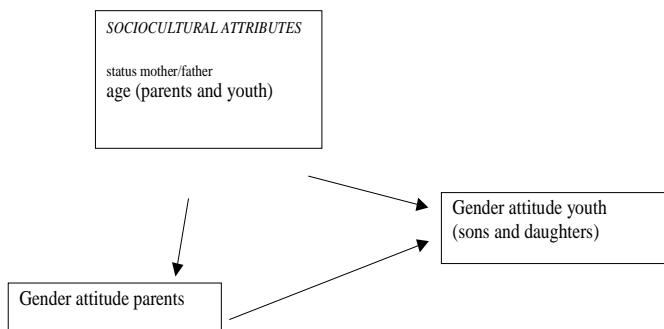 SOCIOCULTURAL ATTRIBUTES
status mother/father
age (parents and youth)
Gender attitude youth
(sons and daughters)
Gender attitude parents